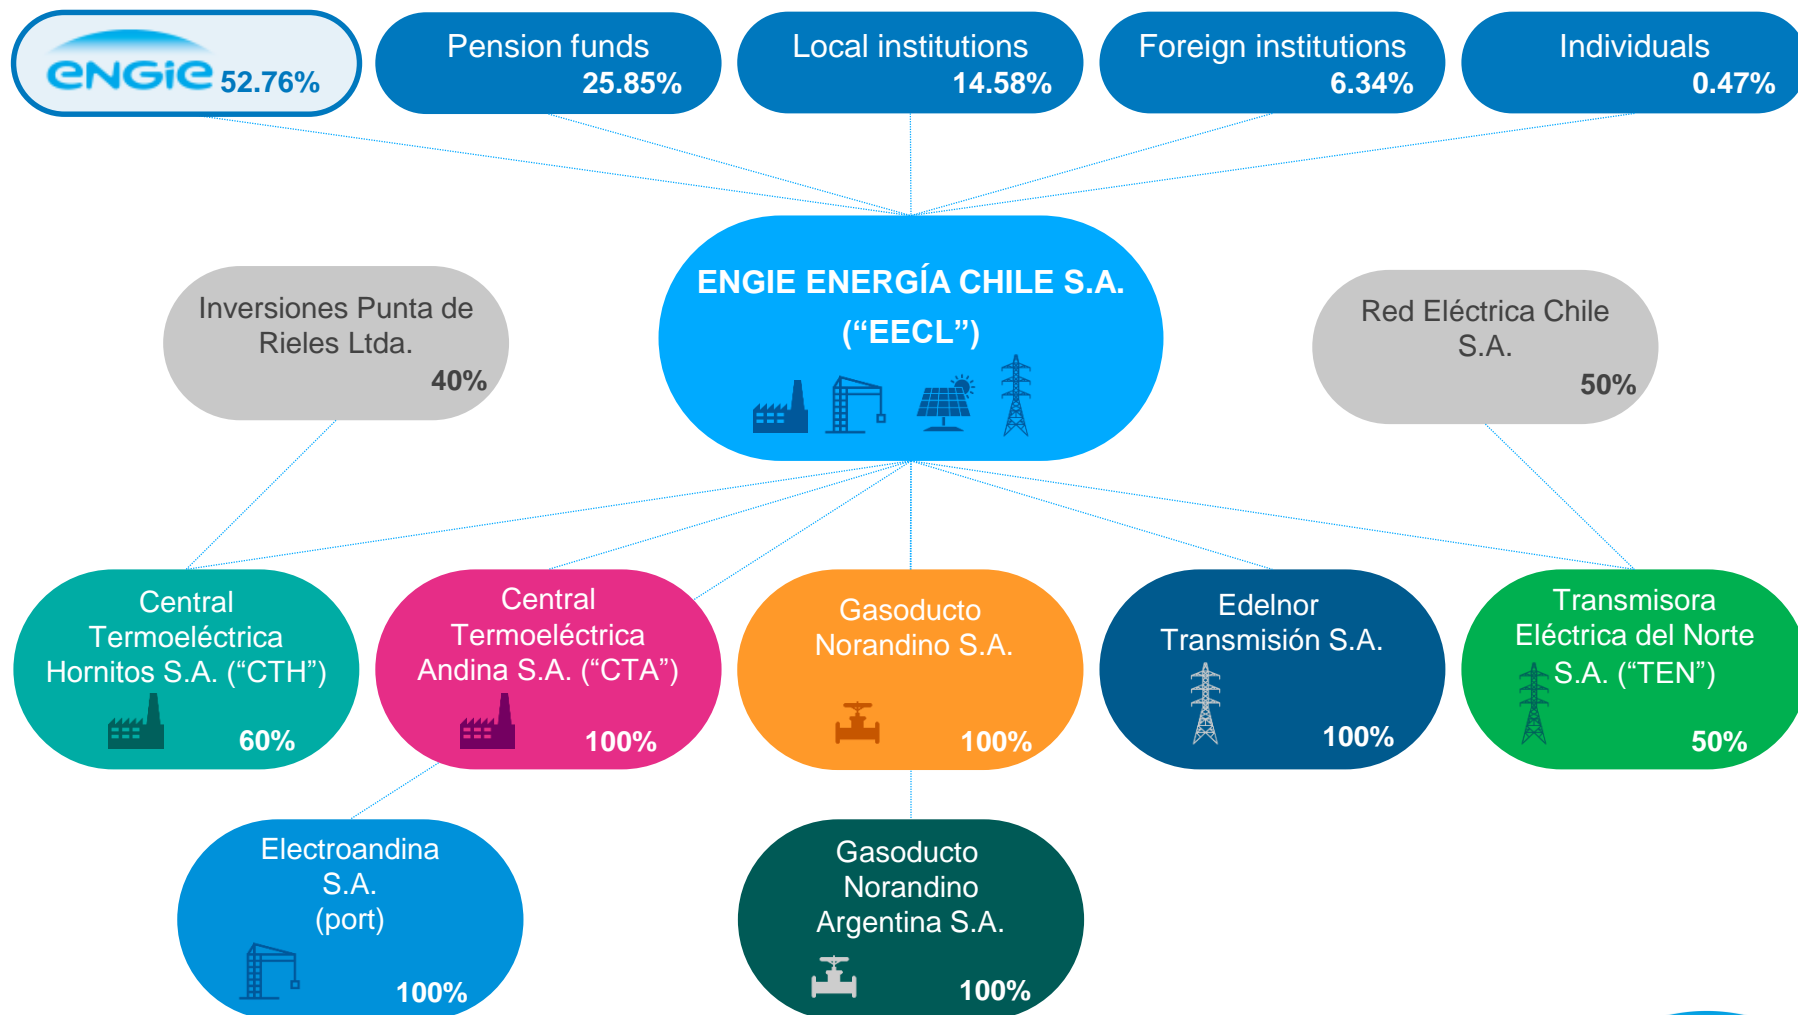 ENGIE 52.76%
Pension funds
25.85%
Local institutions
14.58%
Foreign institutions
6.34%
Individuals
0.47%
ENGIE ENERGÍA CHILE S.A.
(“EECL”)
Inversiones Punta de
Rieles Ltda.
40%
Red Eléctrica Chile
S.A.
50%
Central
Termoeléctrica
Hornitos S.A. (“CTH”)
60%
Central
Termoeléctrica
Andina S.A. (“CTA”)
100%
Gasoducto
Norandino S.A.
100%
Edelnor
Transmisión S.A.
100%
Transmisora
Eléctrica del Norte
S.A. (“TEN”)
50%
Electroandina
S.A.
(port)
100%
Gasoducto
Norandino
Argentina S.A.
100%